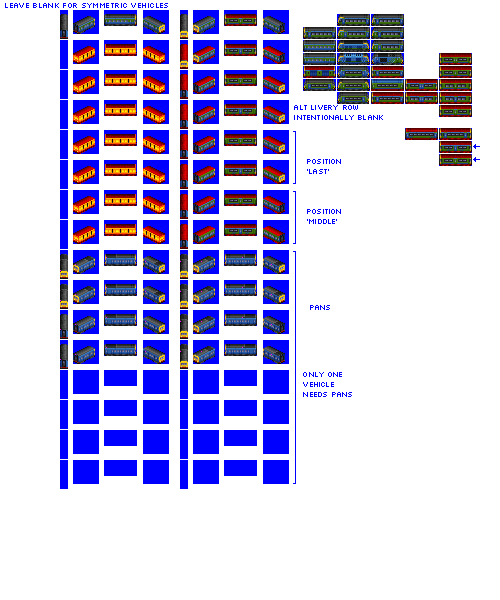 LEAVE BLANK FOR SYMMETRIC VEHICLES
ALT LIVERY ROW
INTENTIONALLY BLANK
POSITION
'LAST'
POSITION
'MIDDLE'
PANS
ONLY ONE
VEHICLE
NEEDS PANS